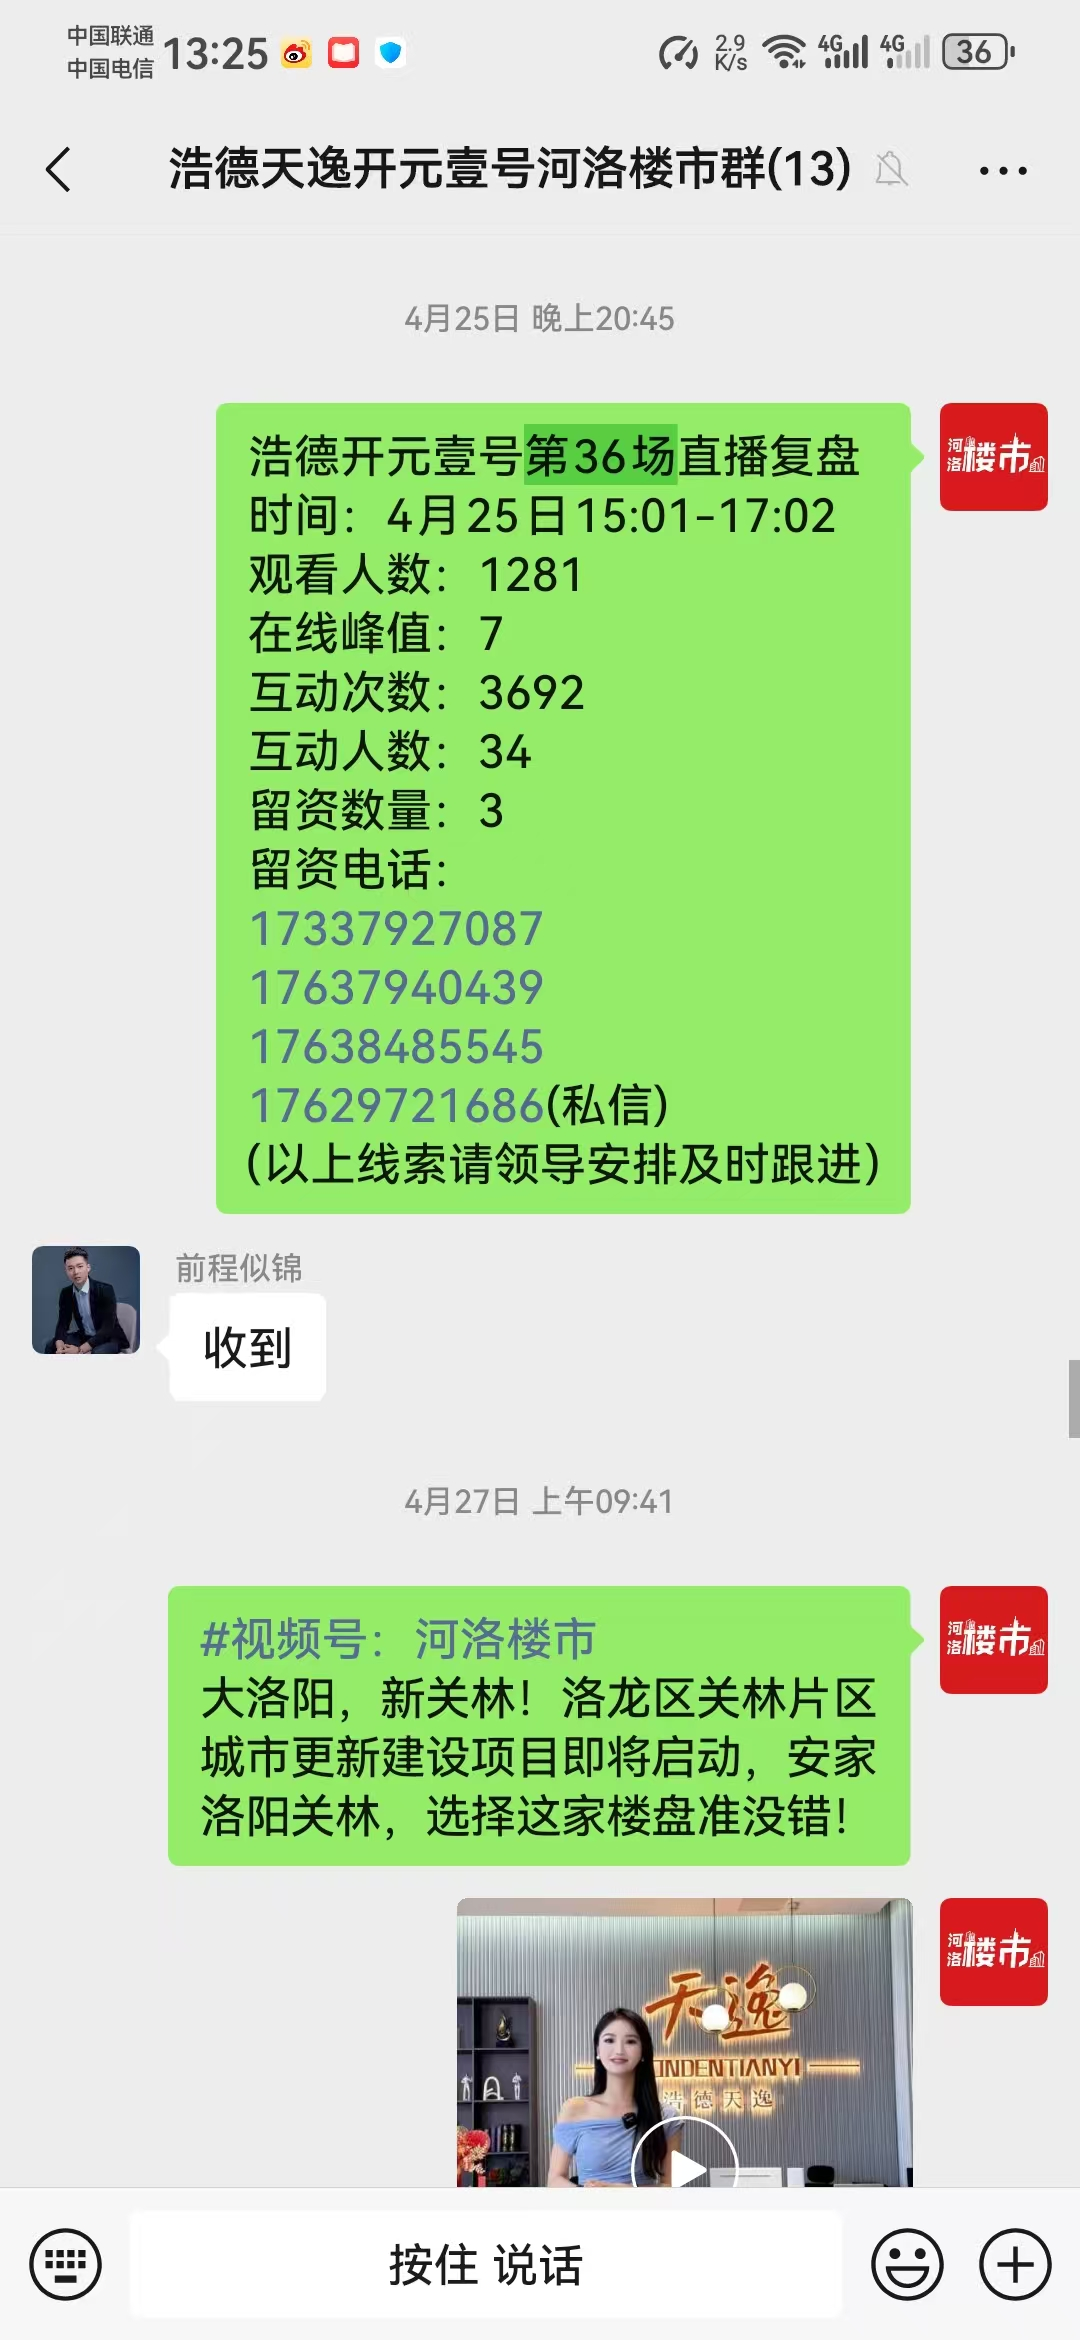 中国联通
中国电信
13:25
2.9
K/s
4G
4G
36
浩德天逸开元壹号河洛楼市群(13)
4月25日 晚上20:45
浩德开元壹号第36场直播复盘
时间：4月25日15:01-17:02
观看人数：1281
在线峰值：7
互动次数：3692
互动人数：34
留资数量：3
留资电话：
17337927087
17637940439
17638485545
17629721686(私信)
(以上线索请领导安排及时跟进)
河洛楼市
前程似锦
收到
4月27日 上午09:41
#视频号：河洛楼市
大洛阳，新关林！洛龙区关林片区
城市更新建设项目即将启动，安家
洛阳关林，选择这家楼盘准没错！
河洛楼市
天逸
ONDENTIANYI
浩德天逸
河洛楼市
按住 说话